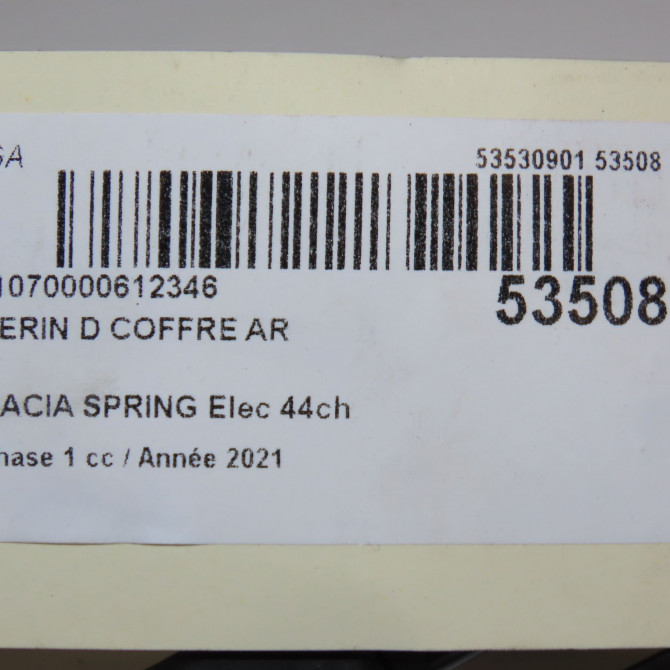 SA 53530901 53508
1070000612346
53508
ERIN D COFFRE AR
ACIA SPRING Elec 44ch
hase 1 cc / Année 2021